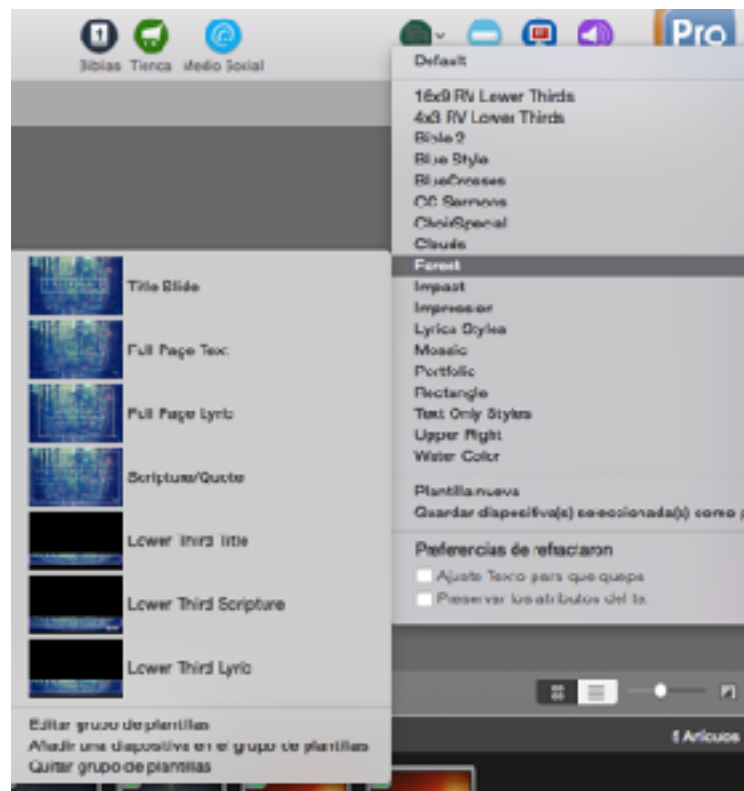 Biblias Tienda Medio Social
Pro
Default
16x9 RV Lower Thirds
4x3 RV Lower Thirds
Bible 2
Blue Style
BlueCrosses
CC Sermons
ChoirSpecial
Clouds
Forest
Impact
Impression
Lyrics Styles
Mosaic
Portfolio
Rectangle
Text Only Styles
Upper Right
Water Color
Plantilla nueva
Guardar diapositiva(s) seleccionada(s) como
Preferencias de
Ajuste Texto para que quepa
Preservar los atributos del
Title Slide
Full Page Text
Full Page Lyric
Scripture/Quote
Lower Third Title
Lower Third Scripture
Lower Third Lyric
Editar grupo de plantillas
Añadir una diapositiva en el grupo de plantillas
Quitar grupo de plantillas
Artículos